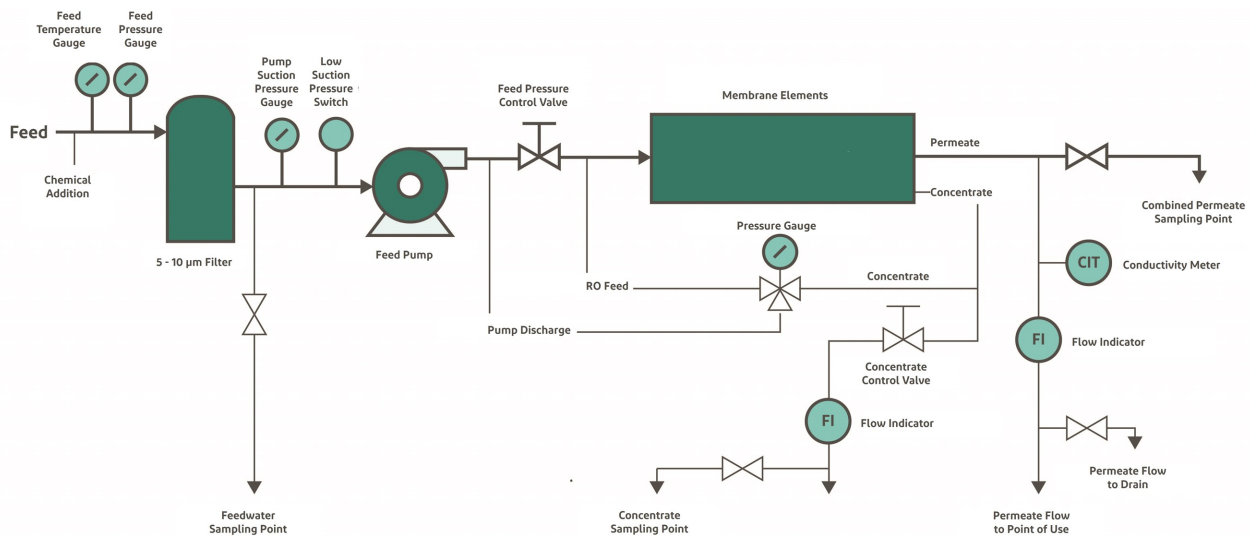 Feed
Temperature
Gauge
Feed
Pressure
Gauge
Pump
Suction
Pressure
Gauge
Low
Suction
Pressure
Switch
Feed Pressure
Control Valve
Membrane Elements
Feed
Permeate
Chemical
Addition
Concentrate
Combined Permeate
Sampling Point
Pressure Gauge
Feed Pump
5 - 10 µm Filter
CIT
Conductivity Meter
Concentrate
RO Feed
Pump Discharge
FI
Flow Indicator
Concentrate
Control Valve
FI
Flow Indicator
Permeate Flow
to Drain
Feedwater
Sampling Point
Concentrate
Sampling Point
Permeate Flow
to Point of Use